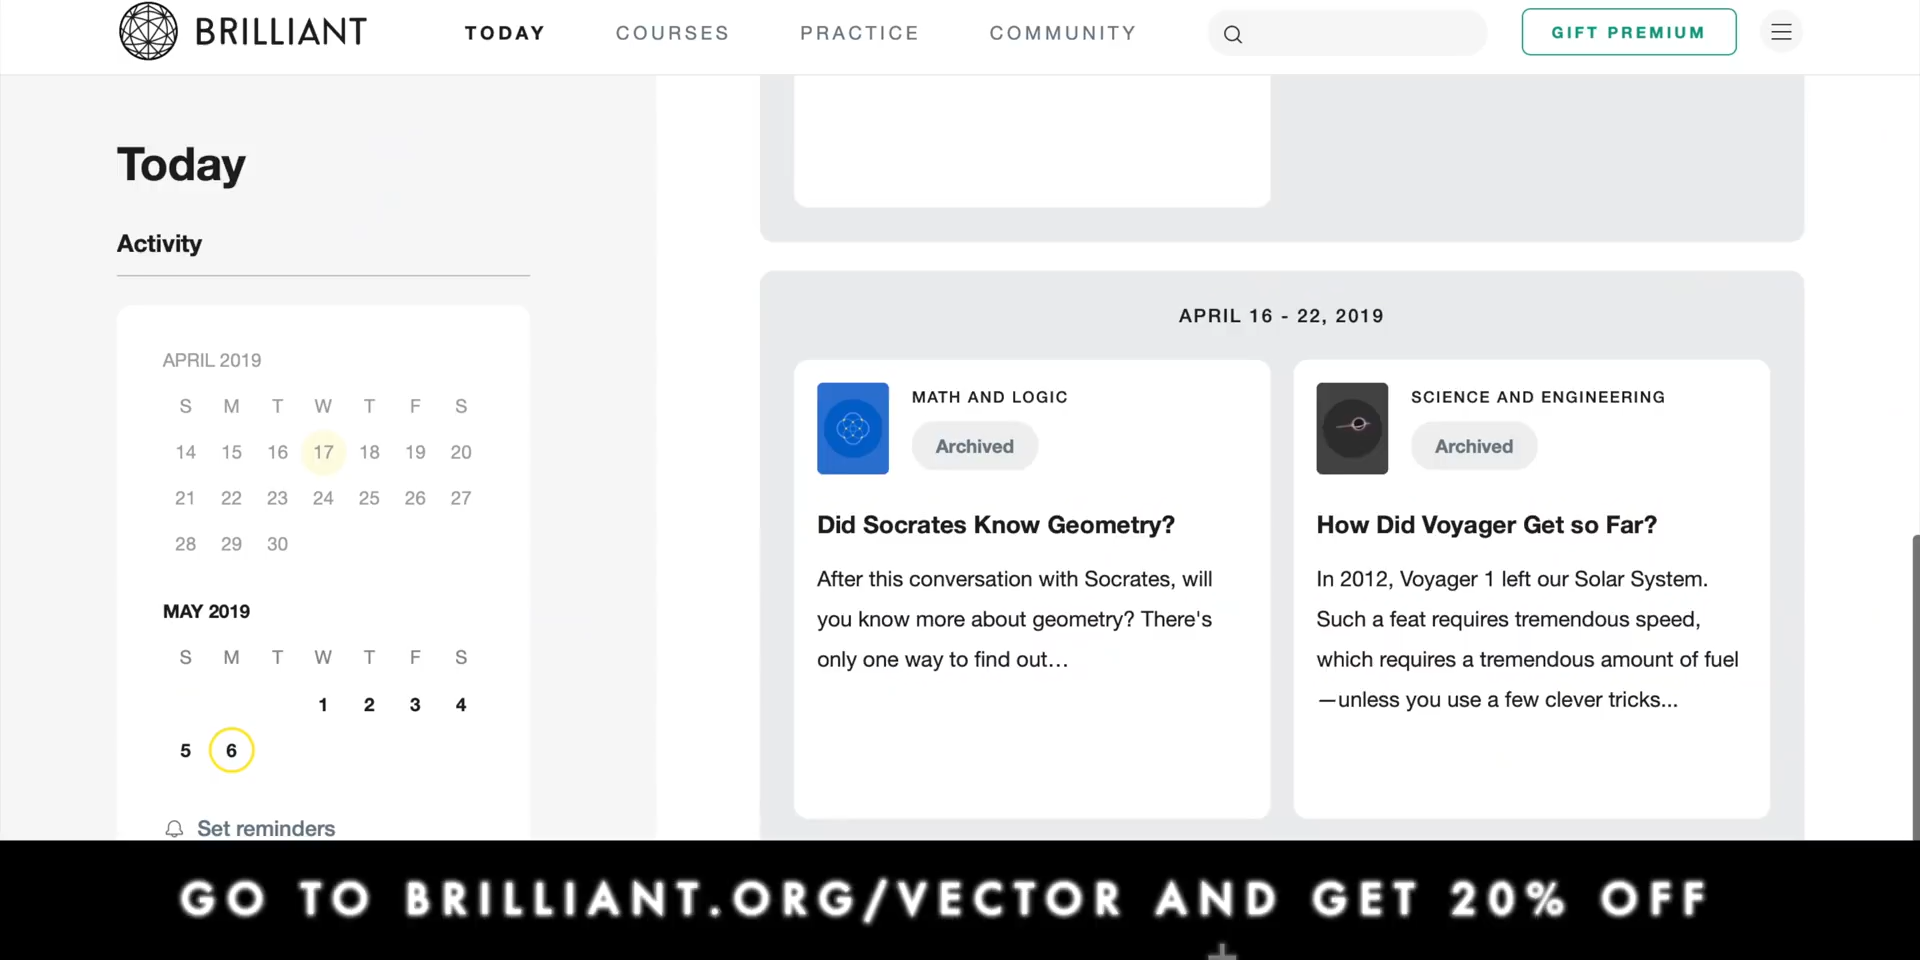 BRILLIANT
TODAY COURSES PRACTICE COMMUNITY
GIFT PREMIUM
Today
Activity
APRIL 2019
S M T W T F S
14 15 16 17 18 19 20
21 22 23 24 25 26 27
28 29 30
MAY 2019
S M T W T F S
1 2 3 4
5 6
Set reminders
APRIL 16 - 22, 2019
MATH AND LOGIC
Archived
Did Socrates Know Geometry?
After this conversation with Socrates, will
you know more about geometry? There's
only one way to find out...
SCIENCE AND ENGINEERING
Archived
How Did Voyager Get so Far?
In 2012, Voyager 1 left our Solar System.
Such a feat requires tremendous speed,
which requires a tremendous amount of fuel
—unless you use a few clever tricks...
GO TO BRILLIANT.ORG/VECTOR AND GET 20% OFF